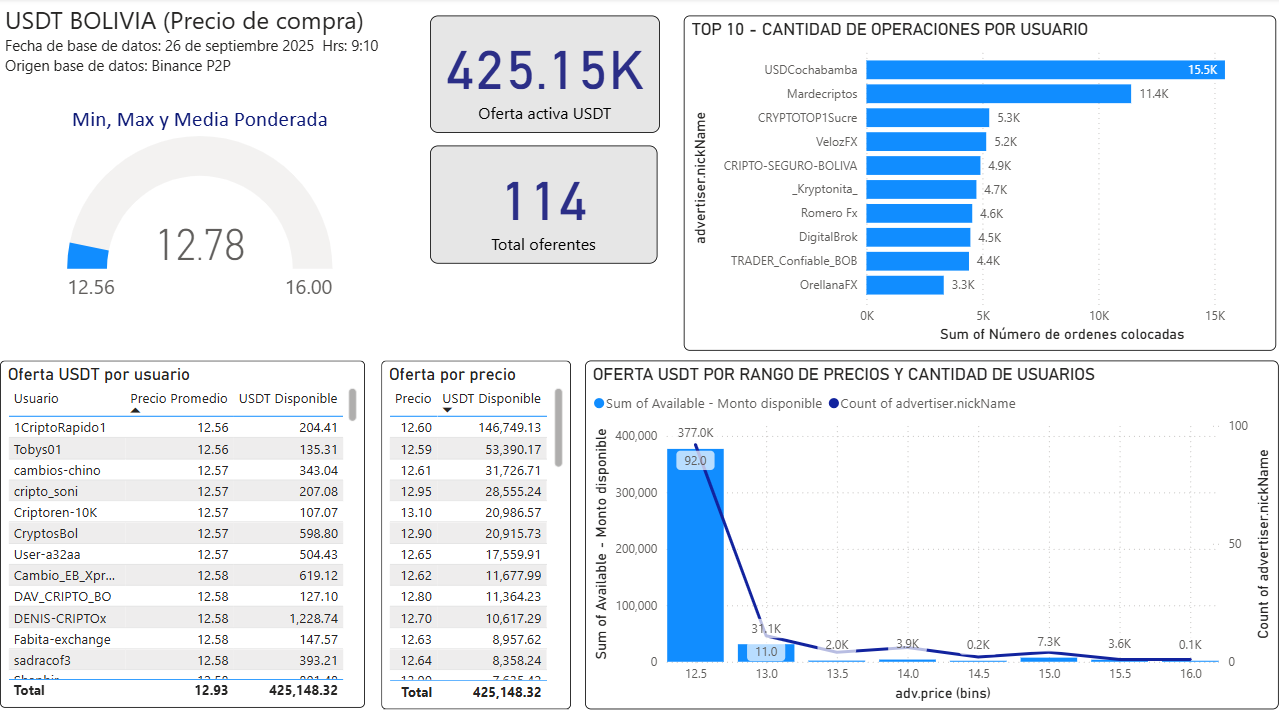 USDT BOLIVIA (Precio de compra)
Fecha de base de datos: 26 de septiembre 2025 Hrs: 9:10
Origen base de datos: Binance P2P
Min, Max y Media Ponderada
12.78
12.56
16.00
425.15K
Oferta activa USDT
114
Total oferentes
TOP 10 - CANTIDAD DE OPERACIONES POR USUARIO
advertiser.nickName
USDCochabamba 15.5K
Mardecriptos 11.4K
CRYPTOTOP1Sucre 5.3K
VelozFX 5.2K
CRIPTO-SEGURO-BOLIVA 4.9K
_Kryptonita_ 4.7K
Romero Fx 4.6K
DigitalBrok 4.5K
TRADER_Confiable_BOB 4.4K
OrellanaFX 3.3K
0K 5K 10K 15K
Sum of Número de ordenes colocadas
Oferta USDT por usuario
Usuario Precio Promedio USDT Disponible
1CriptoRapido1 12.56 204.41
Tobys01 12.56 135.31
cambios-chino 12.57 343.04
cripto_soni 12.57 207.08
Criptoren-10K 12.57 107.07
CryptosBol 12.57 598.80
User-a32aa 12.57 504.43
Cambio_EB_Xpr... 12.58 619.12
DAV_CRIPTO_BO 12.58 127.10
DENIS-CRIPTOx 12.58 1,228.74
Fabita-exchange 12.58 147.57
sadracof3 12.58 393.21
Total 12.93 425,148.32
Oferta por precio
Precio USDT Disponible
12.60 146,749.13
12.59 53,390.17
12.61 31,726.71
12.95 28,555.24
13.10 20,986.57
12.90 20,915.73
12.65 17,559.91
12.62 11,677.99
12.80 11,364.23
12.70 10,617.29
12.63 8,957.62
12.64 8,358.24
Total 425,148.32
OFERTA USDT POR RANGO DE PRECIOS Y CANTIDAD DE USUARIOS
Sum of Available - Monto disponible Count of advertiser.nickName
Sum of Available - Monto disponible
400,000
300,000
200,000
100,000
0
377.0K 31.1K 2.0K 3.9K 0.2K 7.3K 3.6K 0.1K
92.0 11.0
12.5 13.0 13.5 14.0 14.5 15.0 15.5 16.0
adv.price (bins)
100
50
0
Count of advertiser.nickName